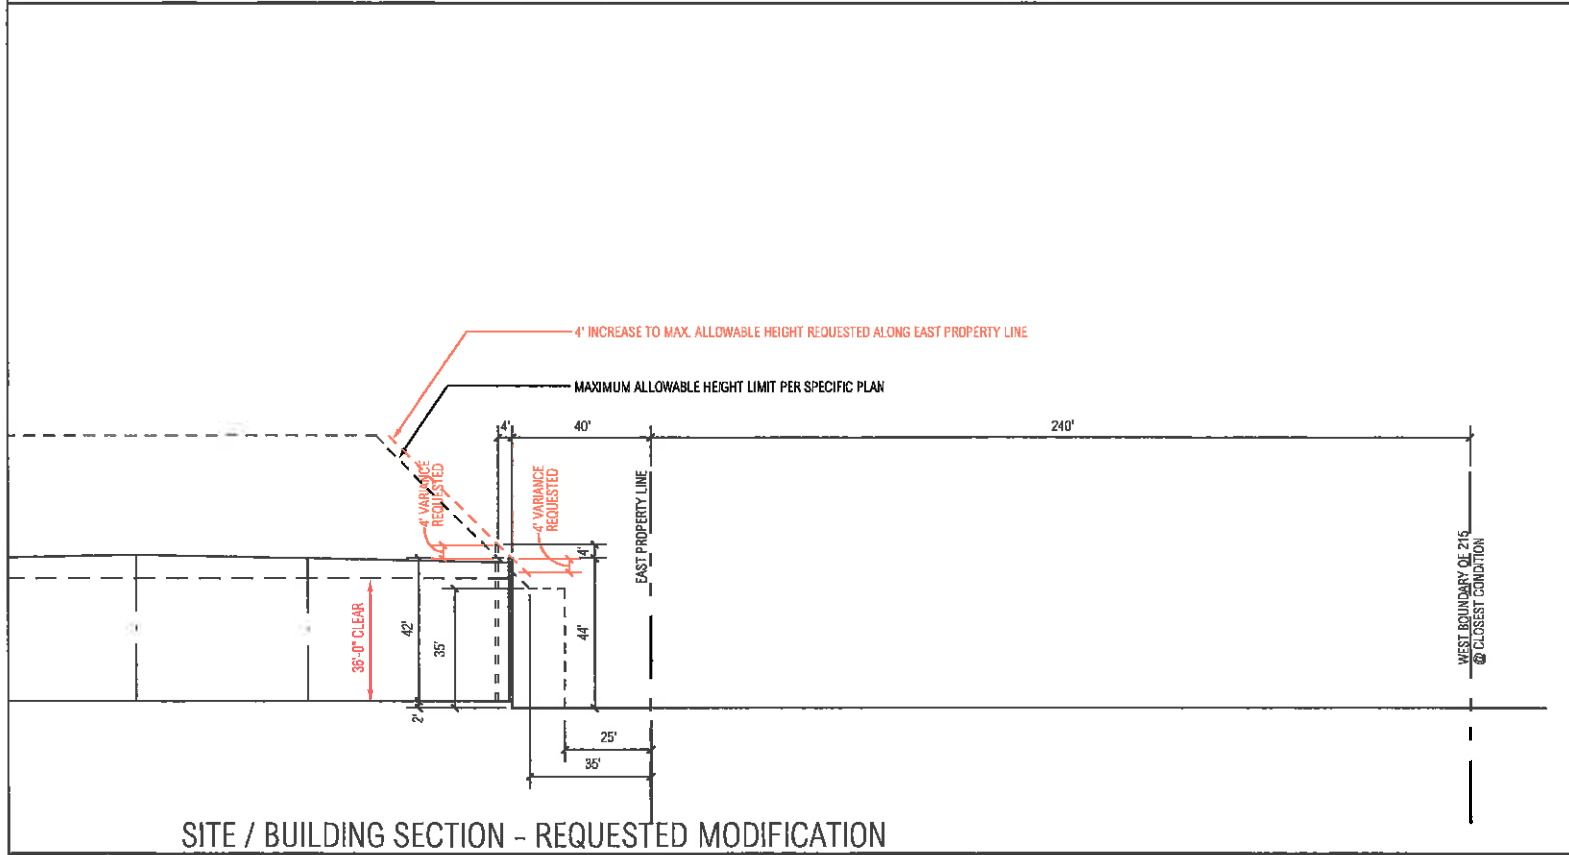 4' INCREASE TO MAX. ALLOWABLE HEIGHT REQUESTED ALONG EAST PROPERTY LINE
MAXIMUM ALLOWABLE HEIGHT LIMIT PER SPECIFIC PLAN
4'
40'
240'
4' VARIANCE
REQUESTED
4' VARIANCE
REQUESTED
4'
EAST PROPERTY LINE
WEST BOUNDARY OF 215
@ CLOSEST CONDITION
36'-0" CLEAR
42'
35'
44'
2'
25'
35'
SITE / BUILDING SECTION - REQUESTED MODIFICATION